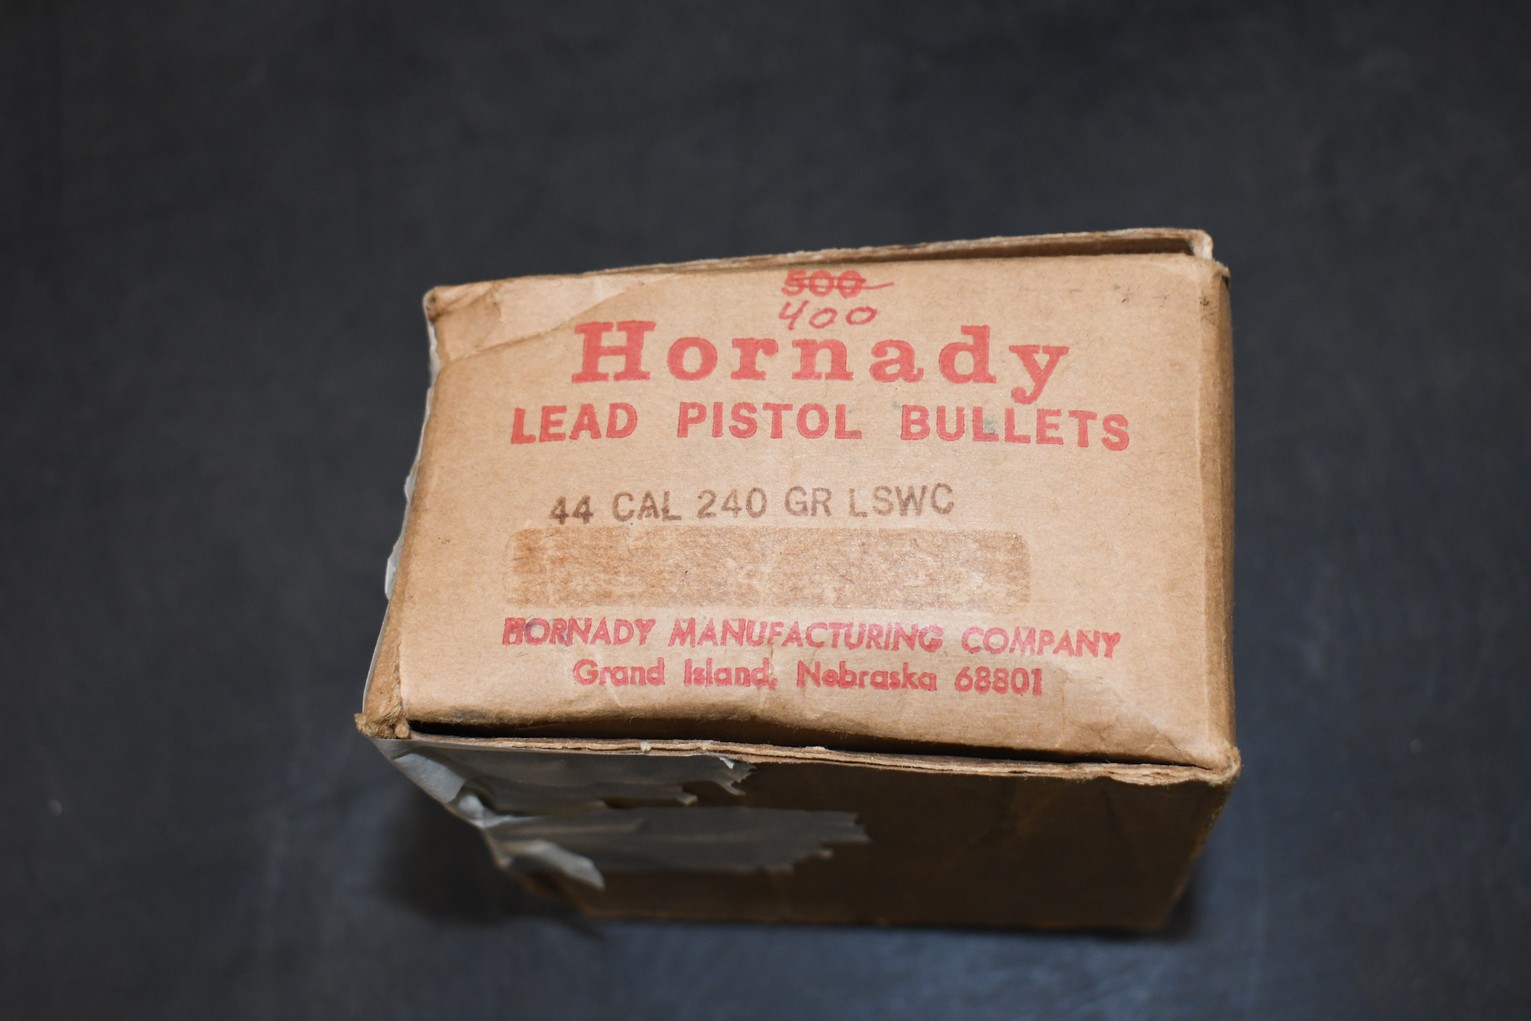 500
400
Hornady
LEAD PISTOL BULLETS
44 CAL 240 GR LSWC
HORNADY MANUFACTURING COMPANY
Grand Island, Nebraska 68801